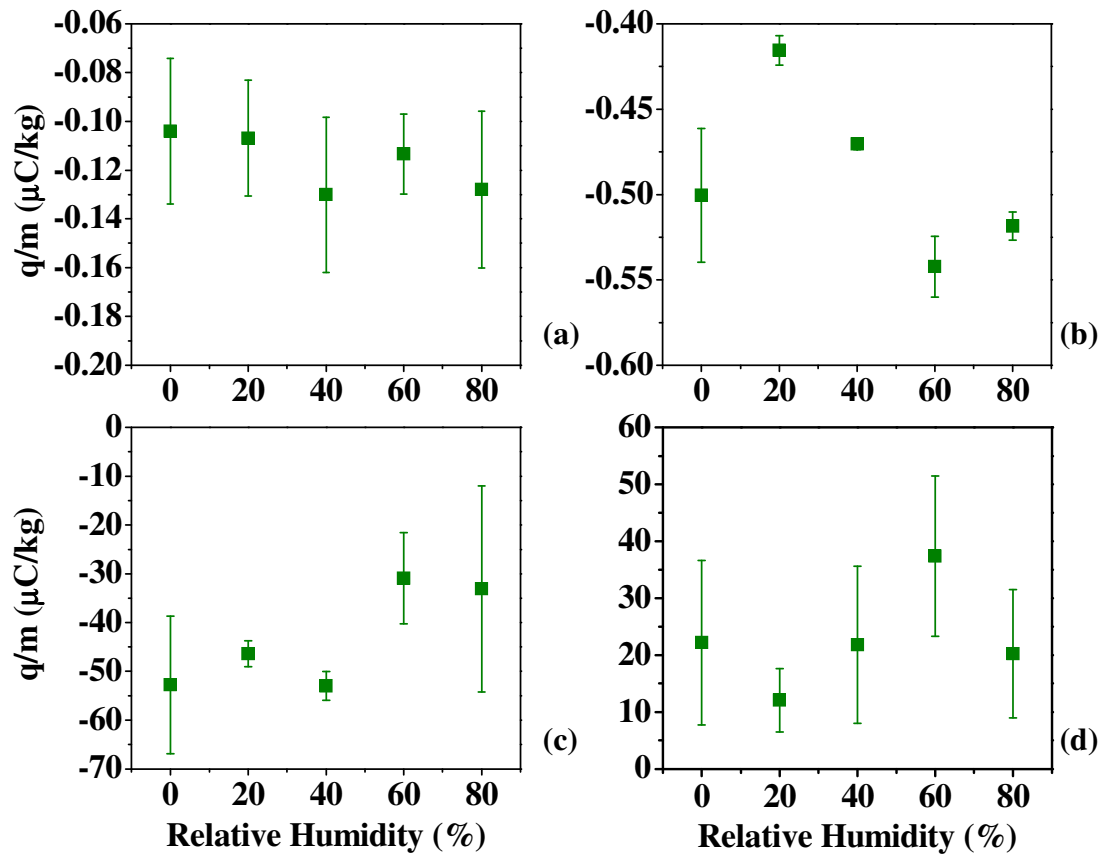 q/m (μC/kg)
-0.06
-0.08
-0.10
-0.12
-0.14
-0.16
-0.18
-0.20
0 20 40 60 80
(a)
-0.40
-0.45
-0.50
-0.55
-0.60
0 20 40 60 80
(b)
q/m (μC/kg)
0
-10
-20
-30
-40
-50
-60
-70
0 20 40 60 80
Relative Humidity (%)
(c)
60
50
40
30
20
10
0
0 20 40 60 80
Relative Humidity (%)
(d)